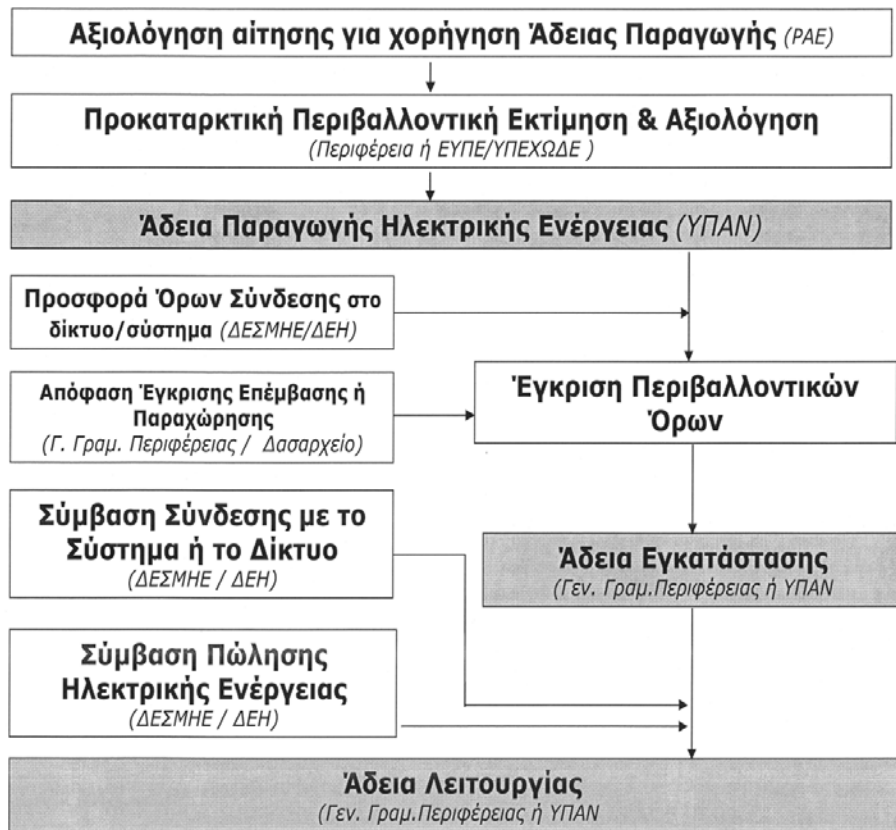 Αξιολόγηση αίτησης για χορήγηση Άδειας Παραγωγής (ΡΑΕ)
Προκαταρκτική Περιβαλλοντική Εκτίμηση & Αξιολόγηση
(Περιφέρεια ή ΕΥΠΕ/ΥΠΕΧΩΔΕ )
Άδεια Παραγωγής Ηλεκτρικής Ενέργειας (ΥΠΑΝ)
Προσφορά Όρων Σύνδεσης στο
δίκτυο/σύστημα (ΔΕΣΜΗΕ/ΔΕΗ)
Απόφαση Έγκρισης Επέμβασης ή
Παραχώρησης
(Γ. Γραμ. Περιφέρειας / Δασαρχείο)
Έγκριση Περιβαλλοντικών
Όρων
Σύμβαση Σύνδεσης με το
Σύστημα ή το Δίκτυο
(ΔΕΣΜΗΕ / ΔΕΗ)
Άδεια Εγκατάστασης
(Γεν. Γραμ.Περιφέρειας ή ΥΠΑΝ
Σύμβαση Πώλησης
Ηλεκτρικής Ενέργειας
(ΔΕΣΜΗΕ / ΔΕΗ)
Άδεια Λειτουργίας
(Γεν. Γραμ.Περιφέρειας ή ΥΠΑΝ